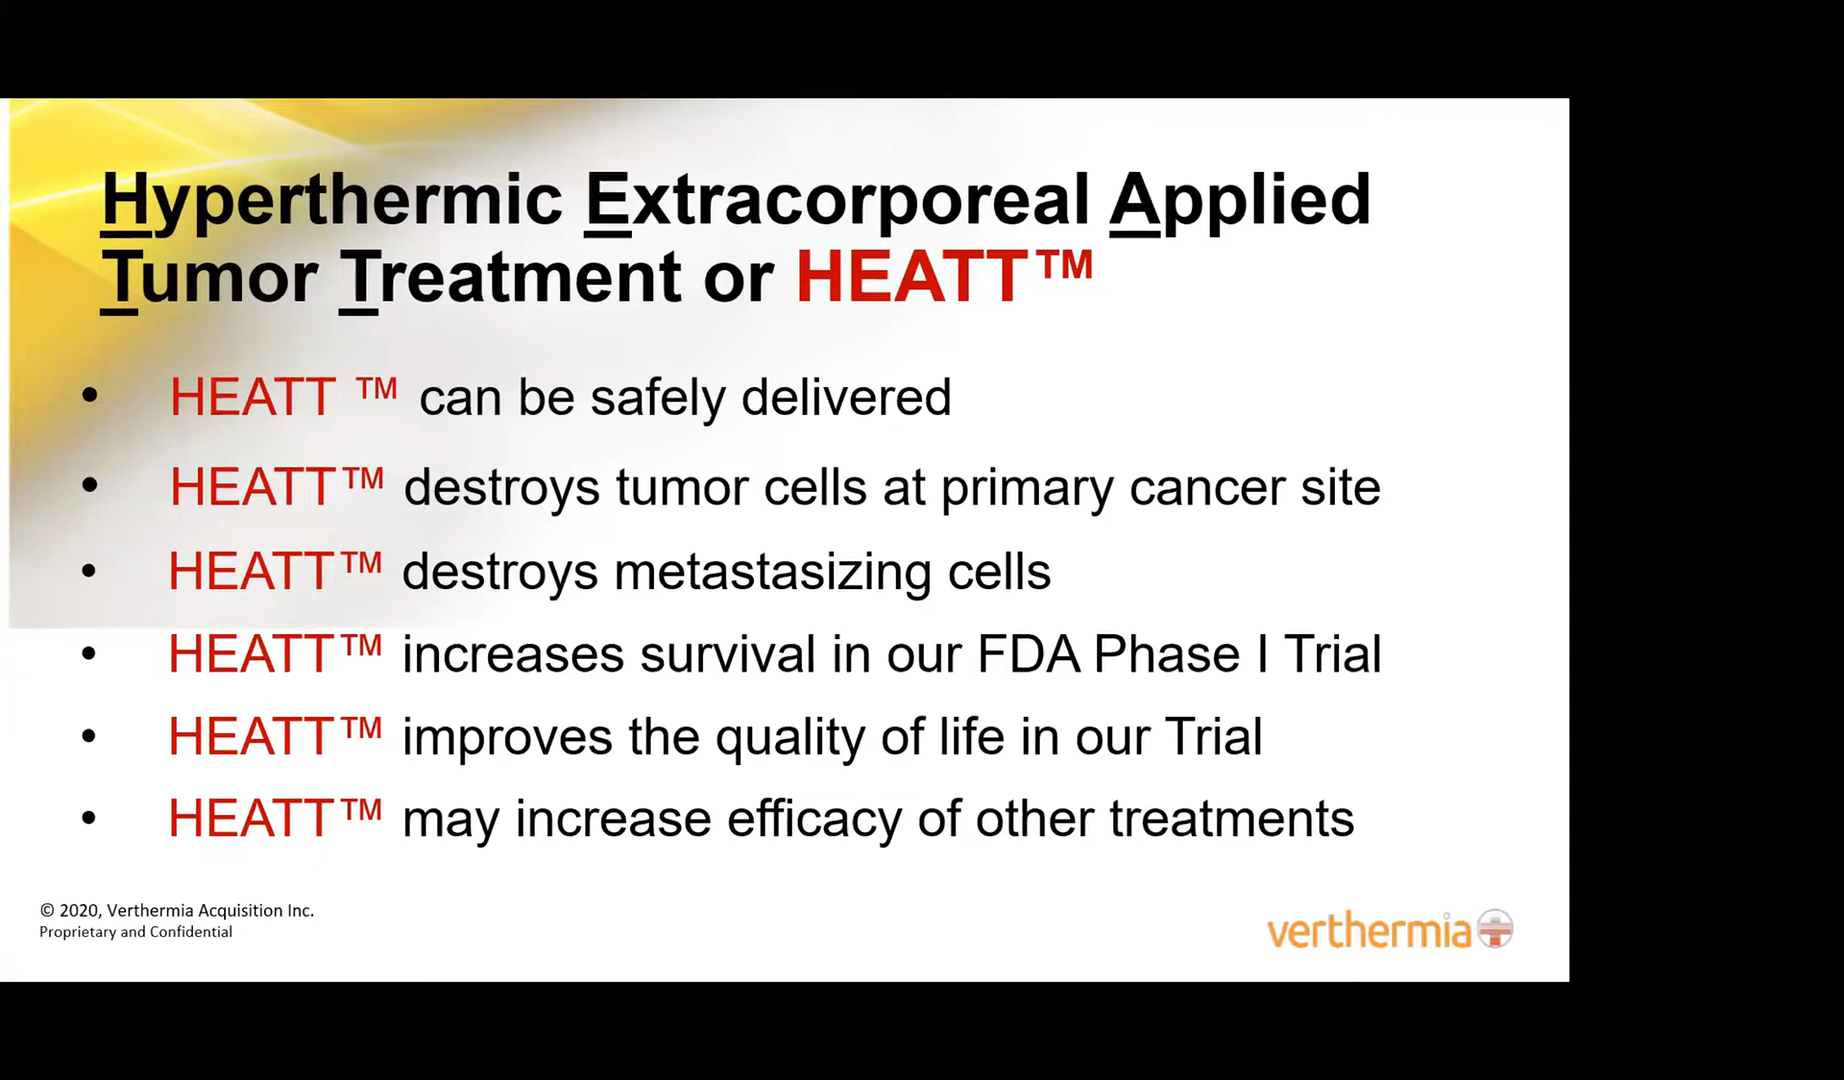 Hyperthermic Extracorporeal Applied
Tumor Treatment or HEATT™
• HEATT ™ can be safely delivered
• HEATT™ destroys tumor cells at primary cancer site
• HEATT™ destroys metastasizing cells
• HEATT™ increases survival in our FDA Phase I Trial
• HEATT™ improves the quality of life in our Trial
• HEATT™ may increase efficacy of other treatments
© 2020, Verthermia Acquisition Inc.
Proprietary and Confidential
verthermia